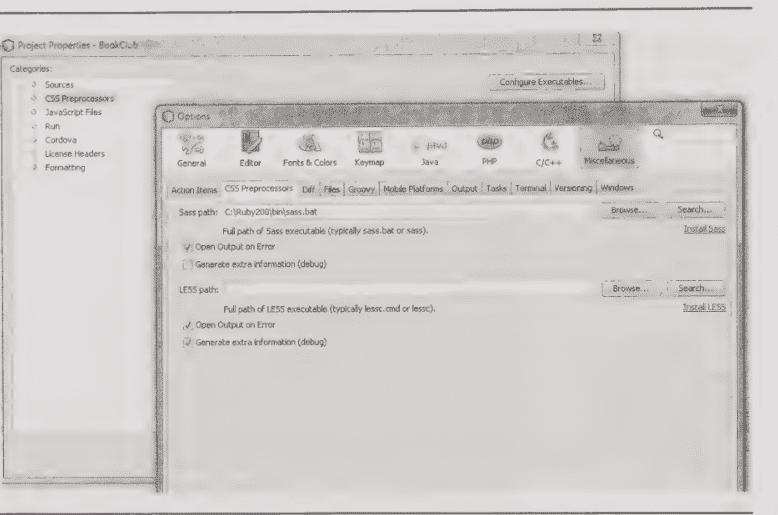 Project Properties - BookClub
Categories:
Sources
CSS Preprocessors
JavaScript Files
Run
Cordova
License Headers
Formatting
Configure Executables...
Options
General
Editor
Fonts & Colors
Keymap
Java
PHP
C/C++
Miscellaneous
Action Items
CSS Preprocessors
Diff
Files
Groovy
Mobile Platforms
Output
Tasks
Terminal
Versioning
Windows
Sass path: C:\Ruby200\bin\sass.bat
Browse...
Search...
Full path of Sass executable (typically sass.bat or sass).
Install Sass
Open Output on Error
Generate extra information (debug)
LESS path:
Browse...
Search...
Full path of LESS executable (typically lessc.cmd or lessc).
Install LESS
Open Output on Error
Generate extra information (debug)